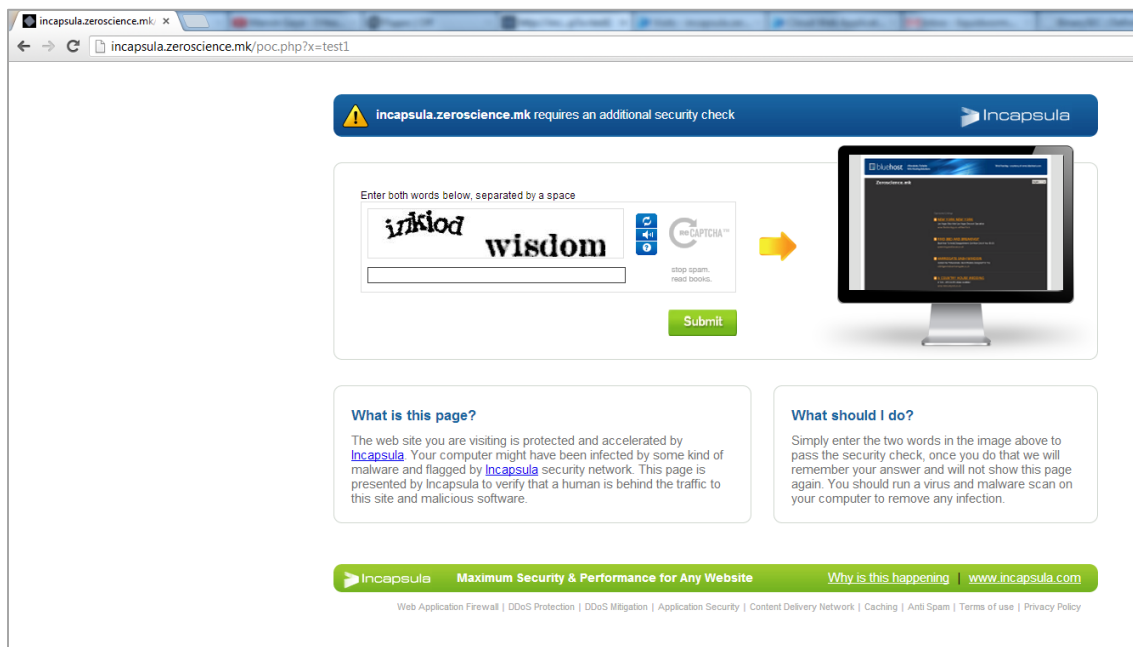 incapsula.zeroscience.mk/
incapsula.zeroscience.mk/poc.php?x=test1
incapsula.zeroscience.mk requires an additional security check
Incapsula
Enter both words below, separated by a space
inkiod wisdom
reCAPTCHA™
stop spam.
read books.
Submit
bluehost
Zeroscience.mk
What is this page?
The web site you are visiting is protected and accelerated by
Incapsula. Your computer might have been infected by some kind of
malware and flagged by Incapsula security network. This page is
presented by Incapsula to verify that a human is behind the traffic to
this site and malicious software.
What should I do?
Simply enter the two words in the image above to
pass the security check, once you do that we will
remember your answer and will not show this page
again. You should run a virus and malware scan on
your computer to remove any infection.
Incapsula Maximum Security & Performance for Any Website Why is this happening | www.incapsula.com
Web Application Firewall | DDoS Protection | DDoS Mitigation | Application Security | Content Delivery Network | Caching | Anti Spam | Terms of use | Privacy Policy